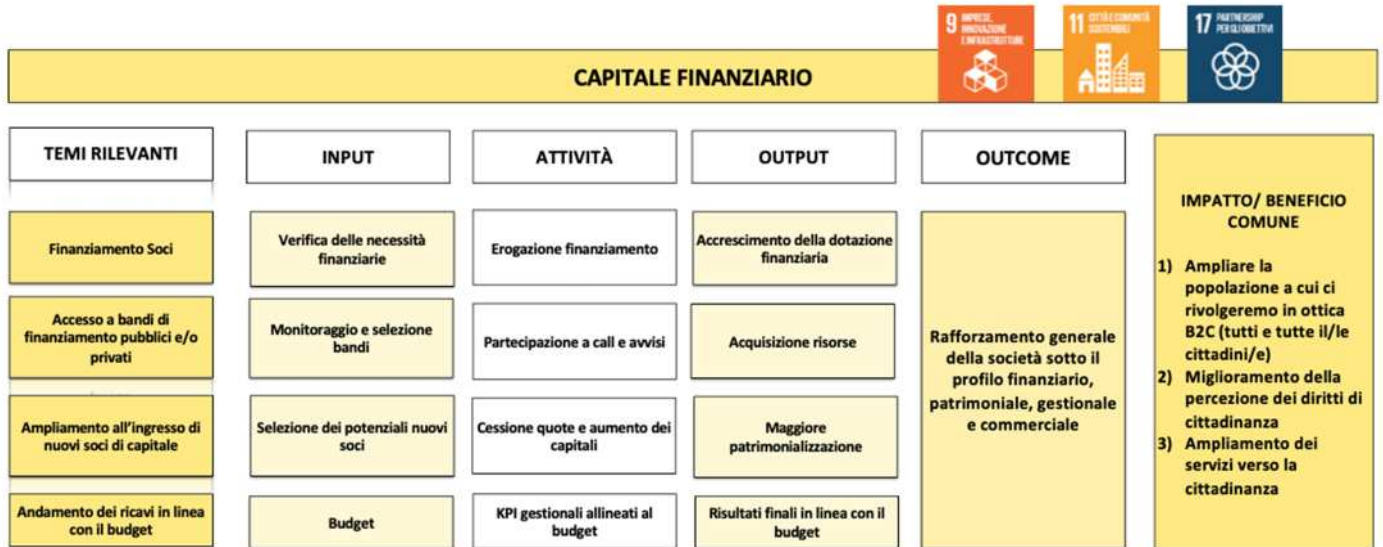 9 IMPRESE,
INNOVAZIONE
E INFRASTRUTTURE
11 CITTÀ E COMUNITÀ
SOSTENIBILI
17 PARTNERSHIP
PER GLI OBIETTIVI
CAPITALE FINANZIARIO
TEMI RILEVANTI
INPUT
ATTIVITÀ
OUTPUT
OUTCOME
Finanziamento Soci
Verifica delle necessità
finanziarie
Erogazione finanziamento
Accrescimento della dotazione
finanziaria
Accesso a bandi di
finanziamento pubblici e/o
privati
Monitoraggio e selezione
bandi
Partecipazione a call e avvisi
Acquisizione risorse
Ampliamento all'ingresso di
nuovi soci di capitale
Selezione dei potenziali nuovi
soci
Cessione quote e aumento dei
capitali
Maggiore
patrimonializzazione
Andamento dei ricavi in linea
con il budget
Budget
KPI gestionali allineati al
budget
Risultati finali in linea con il
budget
Rafforzamento generale
della società sotto il
profilo finanziario,
patrimoniale, gestionale
e commerciale
IMPATTO/ BENEFICIO
COMUNE
1) Ampliare la
popolazione a cui ci
rivolgeremo in ottica
B2C (tutti e tutte il/le
cittadini/e)
2) Miglioramento della
percezione dei diritti di
cittadinanza
3) Ampliamento dei
servizi verso la
cittadinanza